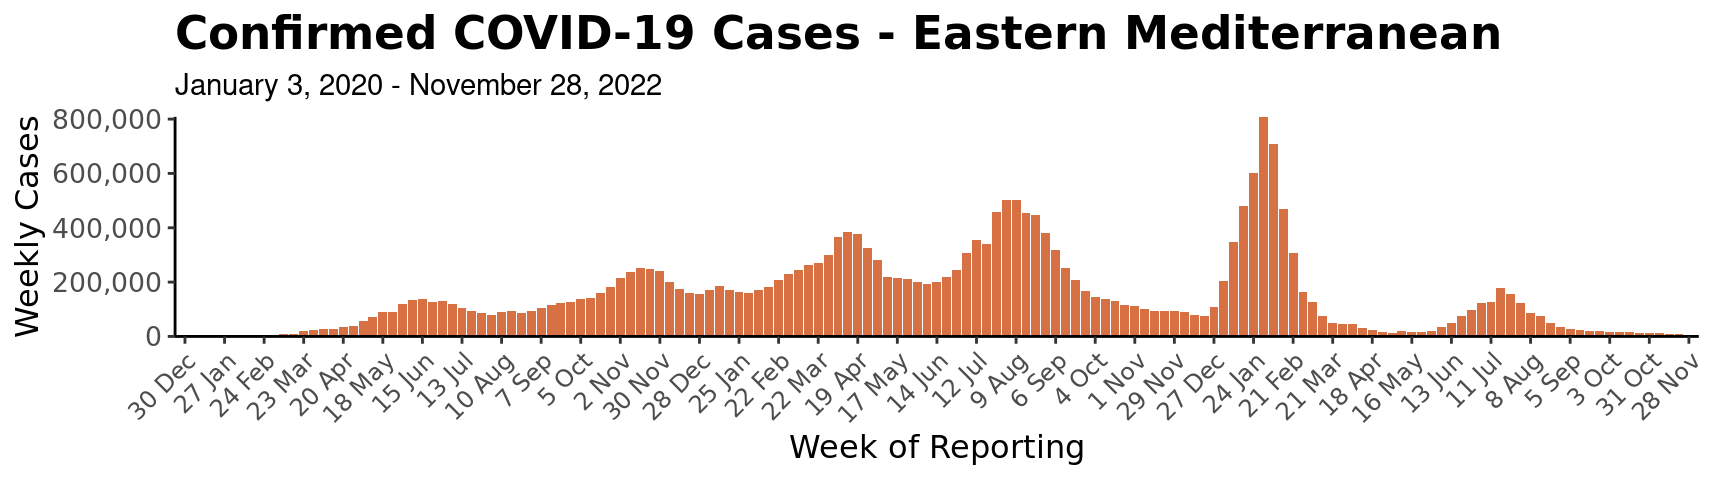 Confirmed COVID-19 Cases - Eastern Mediterranean
January 3, 2020 - November 28, 2022
Weekly Cases
800,000
600,000
400,000
200,000
0
30 Dec
27 Jan
24 Feb
23 Mar
20 Apr
18 May
15 Jun
13 Jul
10 Aug
7 Sep
5 Oct
2 Nov
30 Nov
28 Dec
25 Jan
22 Feb
22 Mar
19 Apr
17 May
14 Jun
12 Jul
9 Aug
6 Sep
4 Oct
1 Nov
29 Nov
27 Dec
24 Jan
21 Feb
21 Mar
18 Apr
16 May
13 Jun
11 Jul
8 Aug
5 Sep
3 Oct
31 Oct
28 Nov
Week of Reporting